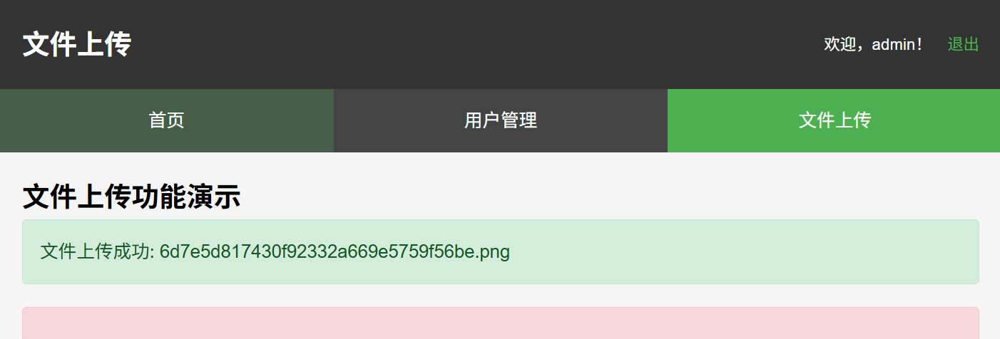 文件上传
欢迎，admin！ 退出
首页 用户管理 文件上传
文件上传功能演示
文件上传成功: 6d7e5d817430f92332a669e5759f56be.png